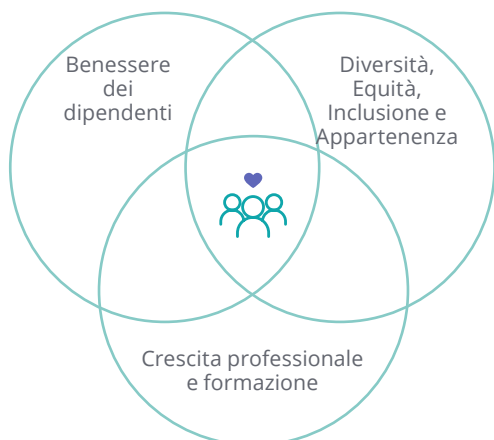 Benessere
dei
dipendenti
Diversità,
Equità,
Inclusione e
Appartenenza
Crescita professionale
e formazione